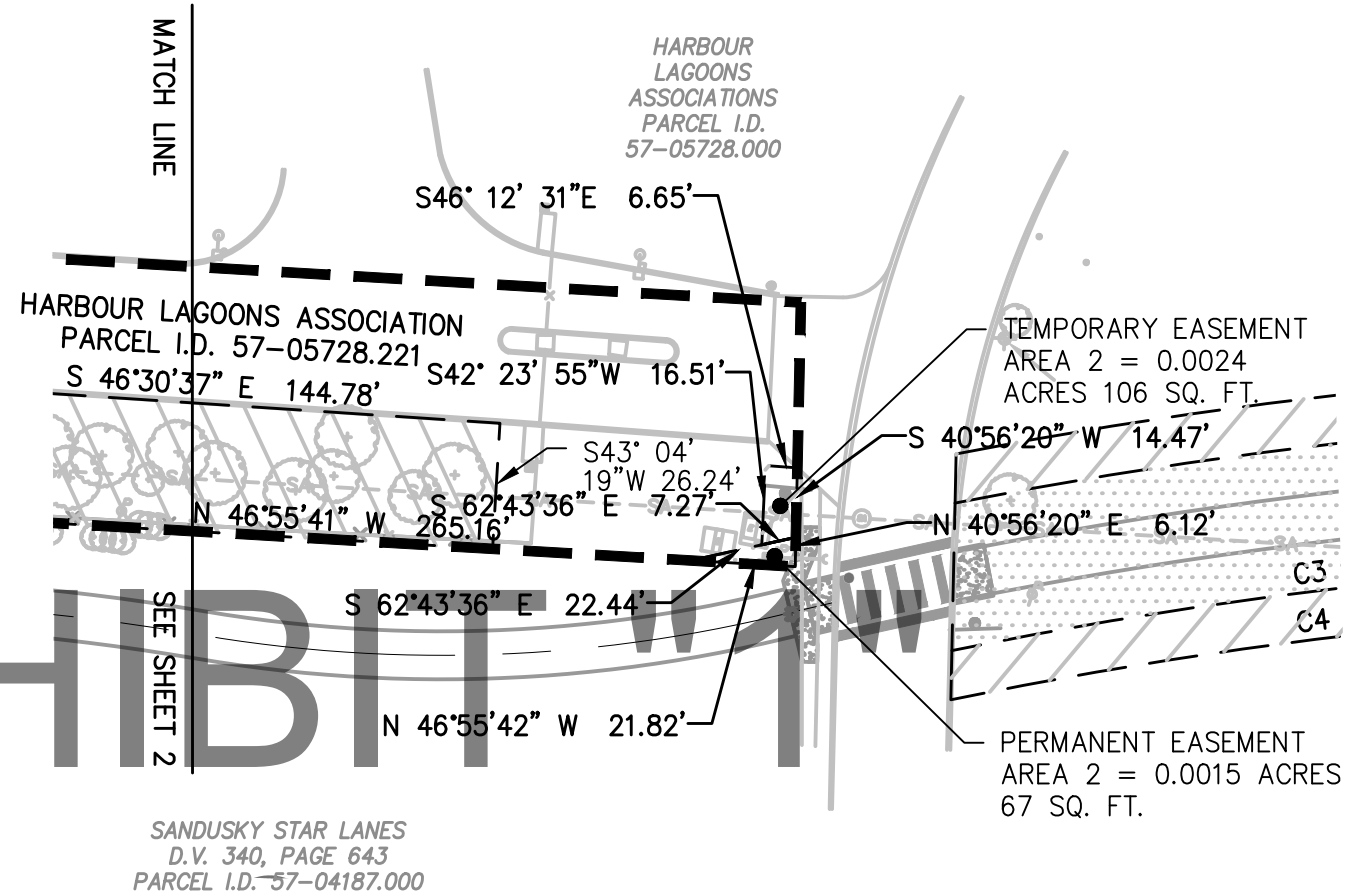 MATCH LINE
HARBOUR
LAGOONS
ASSOCIATIONS
PARCEL I.D.
57-05728.000
S46° 12' 31"E 6.65'
HARBOUR LAGOONS ASSOCIATION
PARCEL I.D. 57-05728.221
S 46°30'37" E 144.78'
S42° 23' 55"W 16.51'
TEMPORARY EASEMENT
AREA 2 = 0.0024
ACRES 106 SQ. FT.
S 40°56'20" W 14.47'
S43° 04'
19"W 26.24'
S 62°43'36" E 7.27'
N 46°55'41" W 265.16'
N 40°56'20" E 6.12'
C3
C4
S 62°43'36" E 22.44'
SEE SHEET 2
HIBIT "1"
N 46°55'42" W 21.82'
PERMANENT EASEMENT
AREA 2 = 0.0015 ACRES
67 SQ. FT.
SANDUSKY STAR LANES
D.V. 340, PAGE 643
PARCEL I.D. 57-04187.000